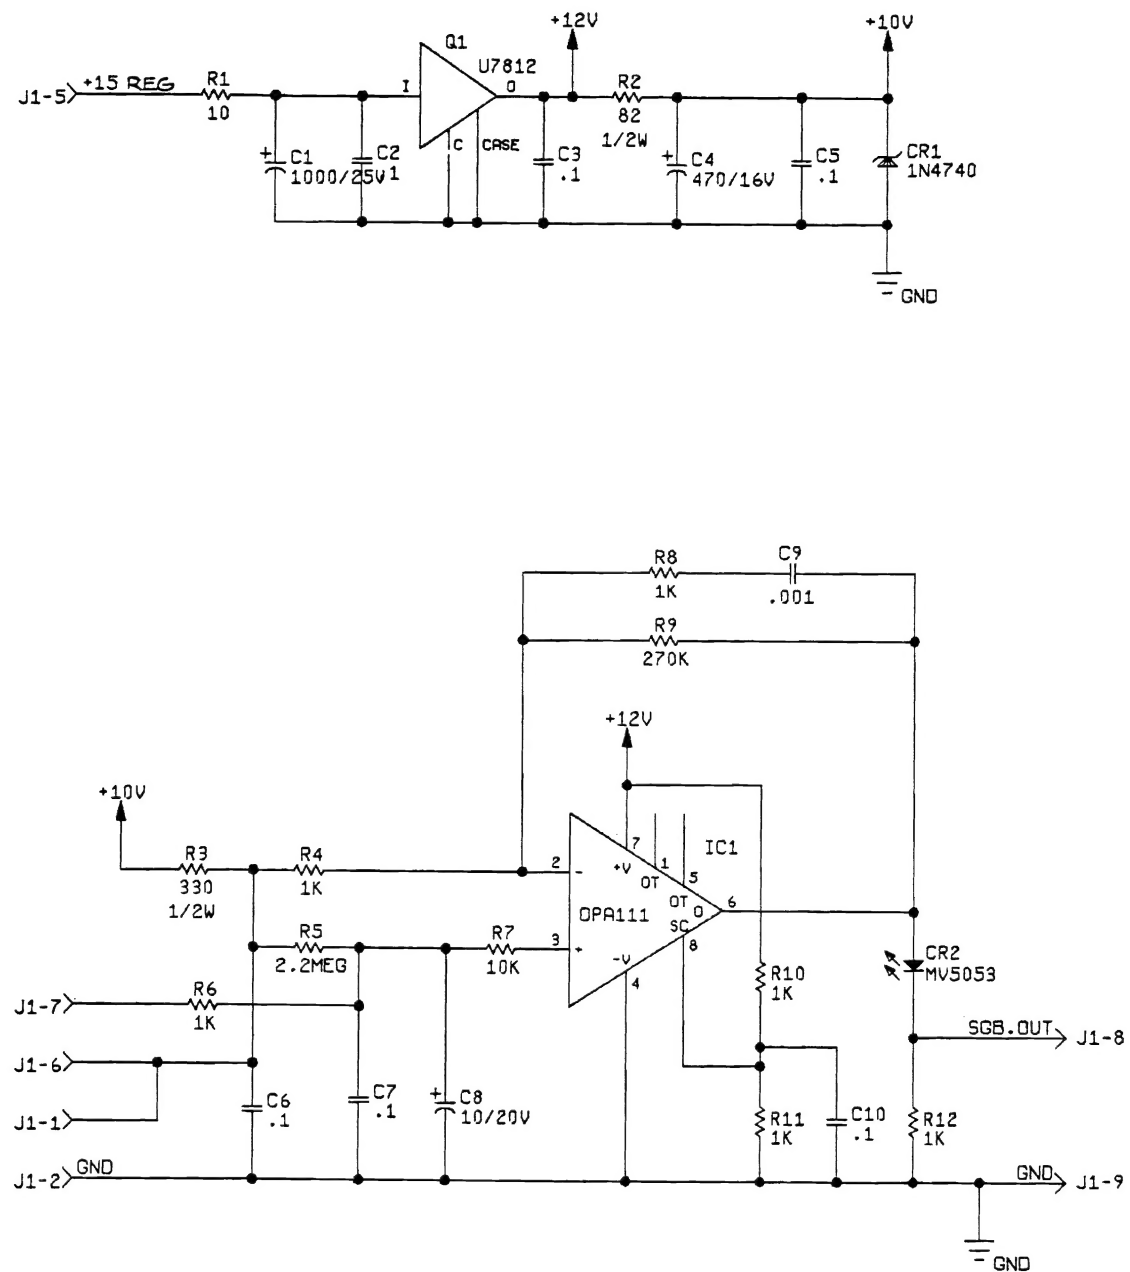 +12V
+10V
Q1
U7812
J1-5
+15 REG
R1
10
I
O
R2
82
1/2W
C
CASE
C1
1000/25V
C2
1
C3
.1
C4
470/16V
C5
.1
CR1
1N4740
GND
R8
1K
C9
.001
R9
270K
+12V
+10V
R3
330
1/2W
R4
1K
2
-
7
+V
1
OT
5
OT
IC1
OPA111
O
6
SC
8
R5
2.2MEG
R7
10K
3
+
-V
4
R10
1K
CR2
MV5053
J1-7
R6
1K
SGB.OUT
J1-8
J1-6
J1-1
C6
.1
C7
.1
+
C8
10/20V
R11
1K
C10
.1
R12
1K
J1-2
GND
GND
J1-9
GND